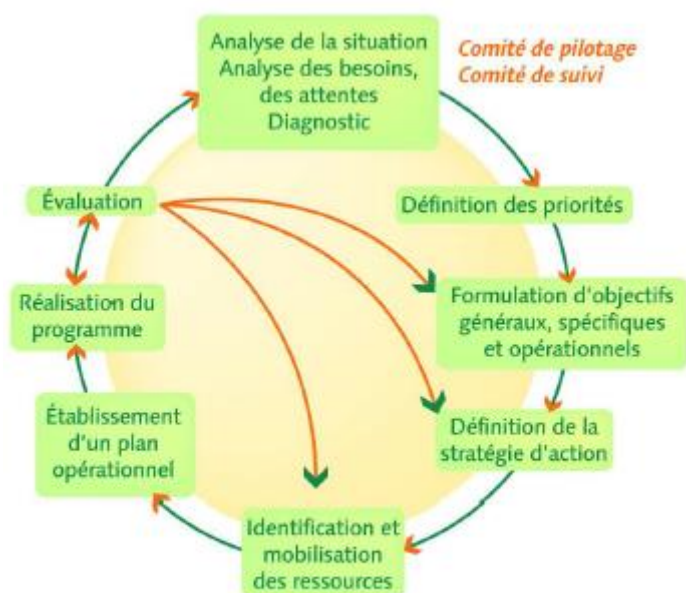 Analyse de la situation
Analyse des besoins,
des attentes
Diagnostic
Comité de pilotage
Comité de suivi
Définition des priorités
Formulation d'objectifs
généraux, spécifiques
et opérationnels
Définition de la
stratégie d'action
Identification et
mobilisation
des ressources
Établissement
d'un plan
opérationnel
Réalisation du
programme
Évaluation